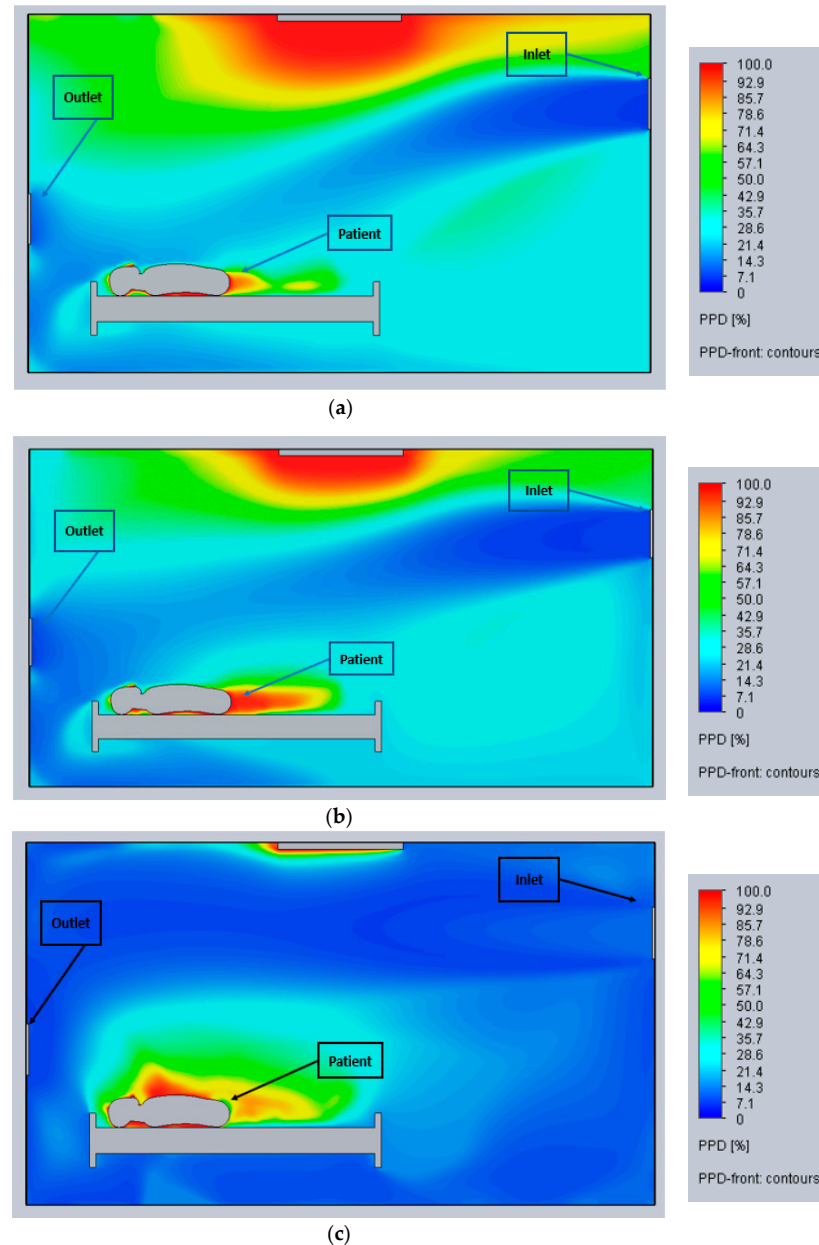 Inlet
Outlet
Patient
100.0
92.9
85.7
78.6
71.4
64.3
57.1
50.0
42.9
35.7
28.6
21.4
14.3
7.1
0
PPD [%]
PPD-front: contours
(a)
Inlet
Outlet
Patient
100.0
92.9
85.7
78.6
71.4
64.3
57.1
50.0
42.9
35.7
28.6
21.4
14.3
7.1
0
PPD [%]
PPD-front: contours
(b)
Inlet
Outlet
Patient
100.0
92.9
85.7
78.6
71.4
64.3
57.1
50.0
42.9
35.7
28.6
21.4
14.3
7.1
0
PPD [%]
PPD-front: contours
(c)